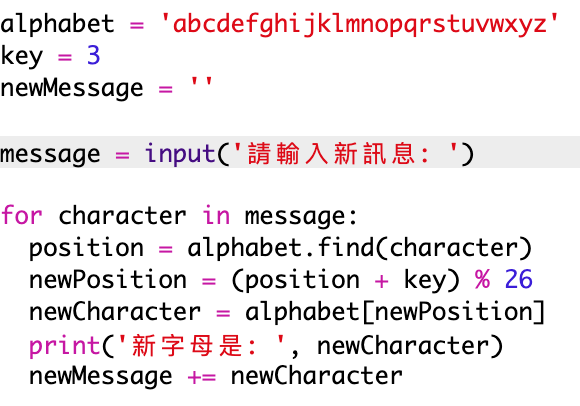 alphabet = 'abcdefghijklmnopqrstuvwxyz'
key = 3
newMessage = ''
message = input('請輸入新訊息: ')
for character in message:
  position = alphabet.find(character)
  newPosition = (position + key) % 26
  newCharacter = alphabet[newPosition]
  print('新字母是: ', newCharacter)
  newMessage += newCharacter